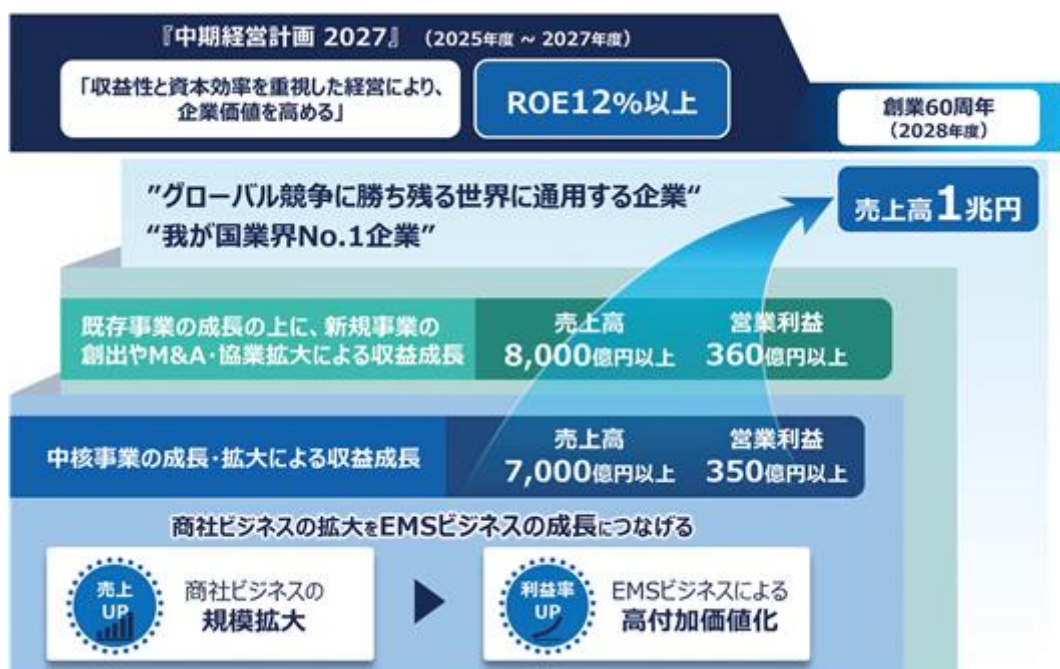 『中期経営計画 2027』 (2025年度 ~ 2027年度)
「収益性と資本効率を重視した経営により、
企業価値を高める」
ROE12%以上
創業60周年
(2028年度)
”グローバル競争に勝ち残る世界に通用する企業“
“我が国業界No.1企業”
売上高1兆円
既存事業の成長の上に、新規事業の
創出やM&A・協業拡大による収益成長
売上高
8,000億円以上
営業利益
360億円以上
中核事業の成長・拡大による収益成長
売上高
7,000億円以上
営業利益
350億円以上
商社ビジネスの拡大をEMSビジネスの成長につなげる
売上
UP
商社ビジネスの
規模拡大
利益率
UP
EMSビジネスによる
高付加価値化